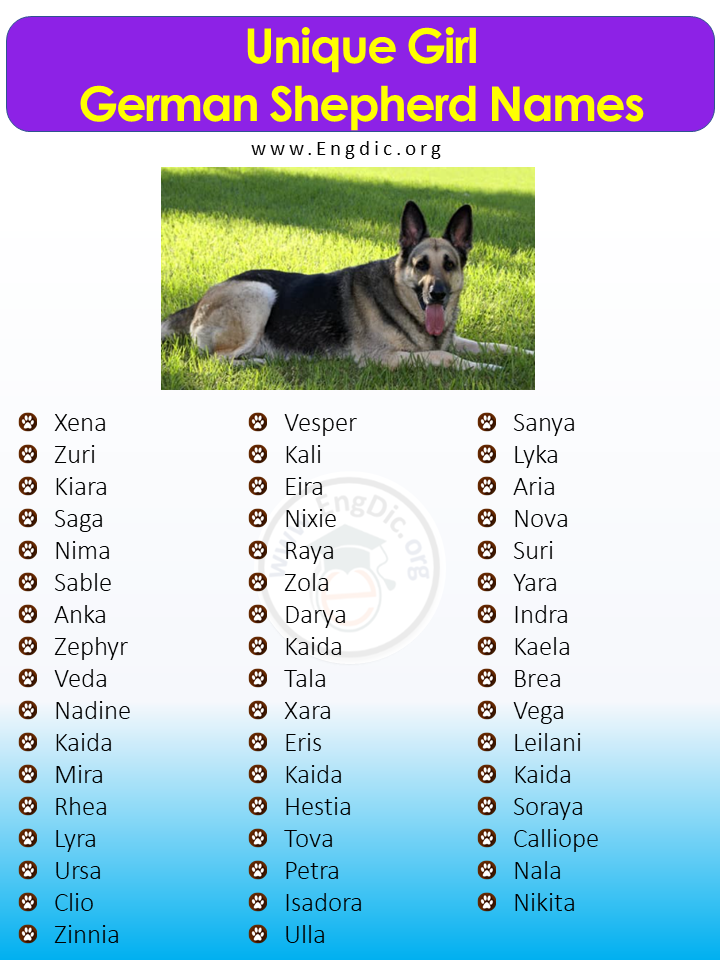 Unique Girl
German Shepherd Names
www.Engdic.org
Xena
Zuri
Kiara
Saga
Nima
Sable
Anka
Zephyr
Veda
Nadine
Kaida
Mira
Rhea
Lyra
Ursa
Clio
Zinnia
Vesper
Kali
Eira
Nixie
Raya
Zola
Darya
Kaida
Tala
Xara
Eris
Kaida
Hestia
Tova
Petra
Isadora
Ulla
Sanya
Lyka
Aria
Nova
Suri
Yara
Indra
Kaela
Brea
Vega
Leilani
Kaida
Soraya
Calliope
Nala
Nikita
www.EngDic.org